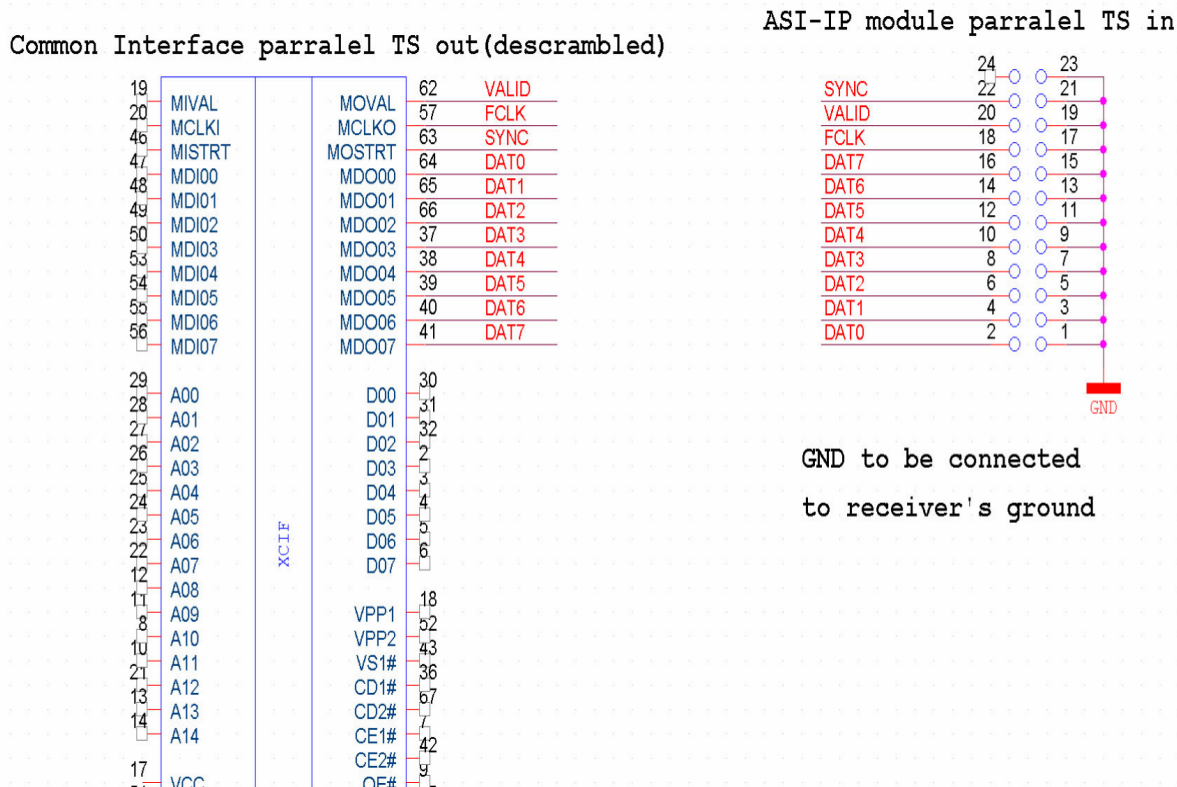 ASI-IP module parralel TS in
Common Interface parralel TS out(descrambled)
19 MIVAL MOVAL 62 VALID
20 MCLKI MCLKO 57 FCLK
46 MISTRT MOSTRT 63 SYNC
47 MDI00 MDO00 64 DAT0
48 MDI01 MDO01 65 DAT1
49 MDI02 MDO02 66 DAT2
50 MDI03 MDO03 37 DAT3
53 MDI04 MDO04 38 DAT4
54 MDI05 MDO05 39 DAT5
55 MDI06 MDO06 40 DAT6
56 MDI07 MDO07 41 DAT7
29 A00 D00 30
28 A01 D01 31
27 A02 D02 32
26 A03 D03 2
25 A04 D04 3
24 A05 D05 4
23 A06 D06 5
22 A07 D07 6
12 A08
11 A09 VPP1 18
8 A10 VPP2 52
10 A11 VS1# 43
21 A12 CD1# 36
13 A13 CD2# 67
14 A14 CE1# 7
CE2# 42
17 VCC OE# 9
XCIF
24 23
SYNC 22 21
VALID 20 19
FCLK 18 17
DAT7 16 15
DAT6 14 13
DAT5 12 11
DAT4 10 9
DAT3 8 7
DAT2 6 5
DAT1 4 3
DAT0 2 1
GND
GND to be connected
to receiver's ground